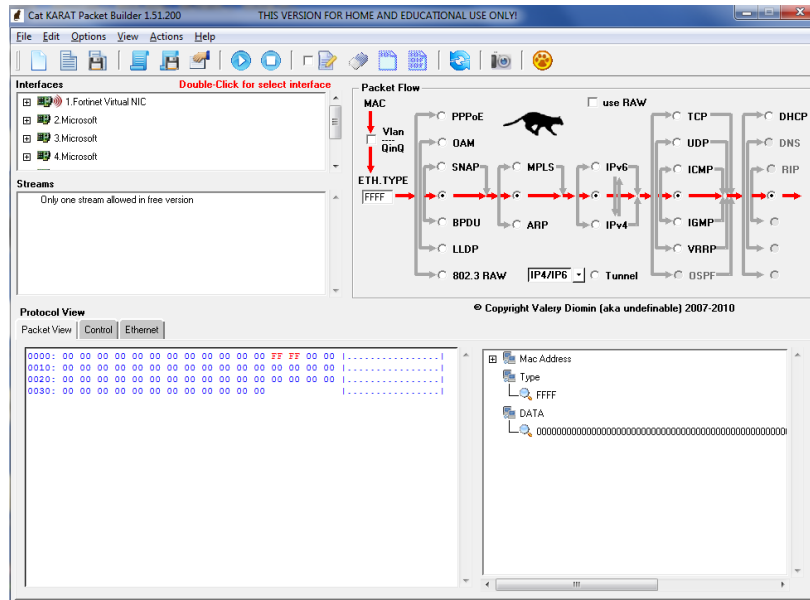 Cat KARAT Packet Builder 1.51.200 THIS VERSION FOR HOME AND EDUCATIONAL USE ONLY!
File Edit Options View Actions Help
Interfaces Double-Click for select interface
1.Fortinet Virtual NIC
2.Microsoft
3.Microsoft
4.Microsoft
Streams
Only one stream allowed in free version
Packet Flow
MAC
Vlan
QinQ
ETH.TYPE
FFFF
PPPoE
OAM
SNAP
BPDU
LLDP
802.3 RAW
MPLS
ARP
IP4/IP6
use RAW
IPv6
IPv4
Tunnel
TCP
UDP
ICMP
IGMP
VRRP
OSPF
DHCP
DNS
RIP
© Copyright Valery Diomin (aka undefinable) 2007-2010
Protocol View
Packet View Control Ethernet
0000: 00 00 00 00 00 00 00 00 00 00 00 00 FF FF 00 00 |................|
0010: 00 00 00 00 00 00 00 00 00 00 00 00 00 00 00 00 |................|
0020: 00 00 00 00 00 00 00 00 00 00 00 00 00 00 00 00 |................|
0030: 00 00 00 00 00 00 00 00 00 00 00 00 |................|
Mac Address
Type
FFFF
DATA